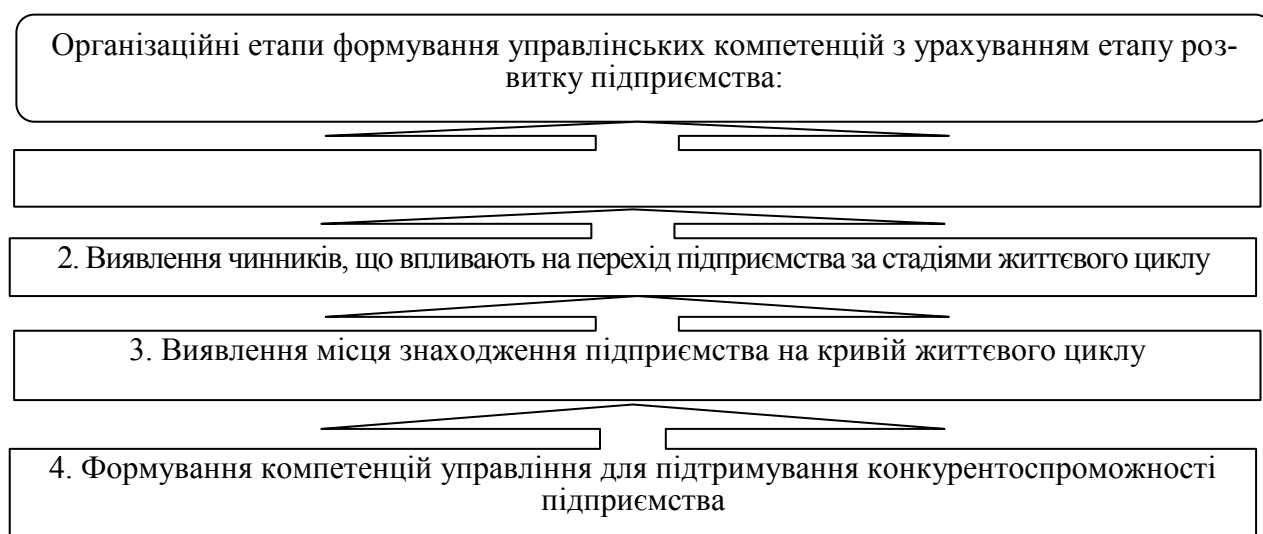 Організаційні етапи формування управлінських компетенцій з урахуванням етапу роз-
витку підприємства:
2. Виявлення чинників, що впливають на перехід підприємства за стадіями життєвого циклу
3. Виявлення місця знаходження підприємства на кривій життєвого циклу
4. Формування компетенцій управління для підтримування конкурентоспроможності
підприємства